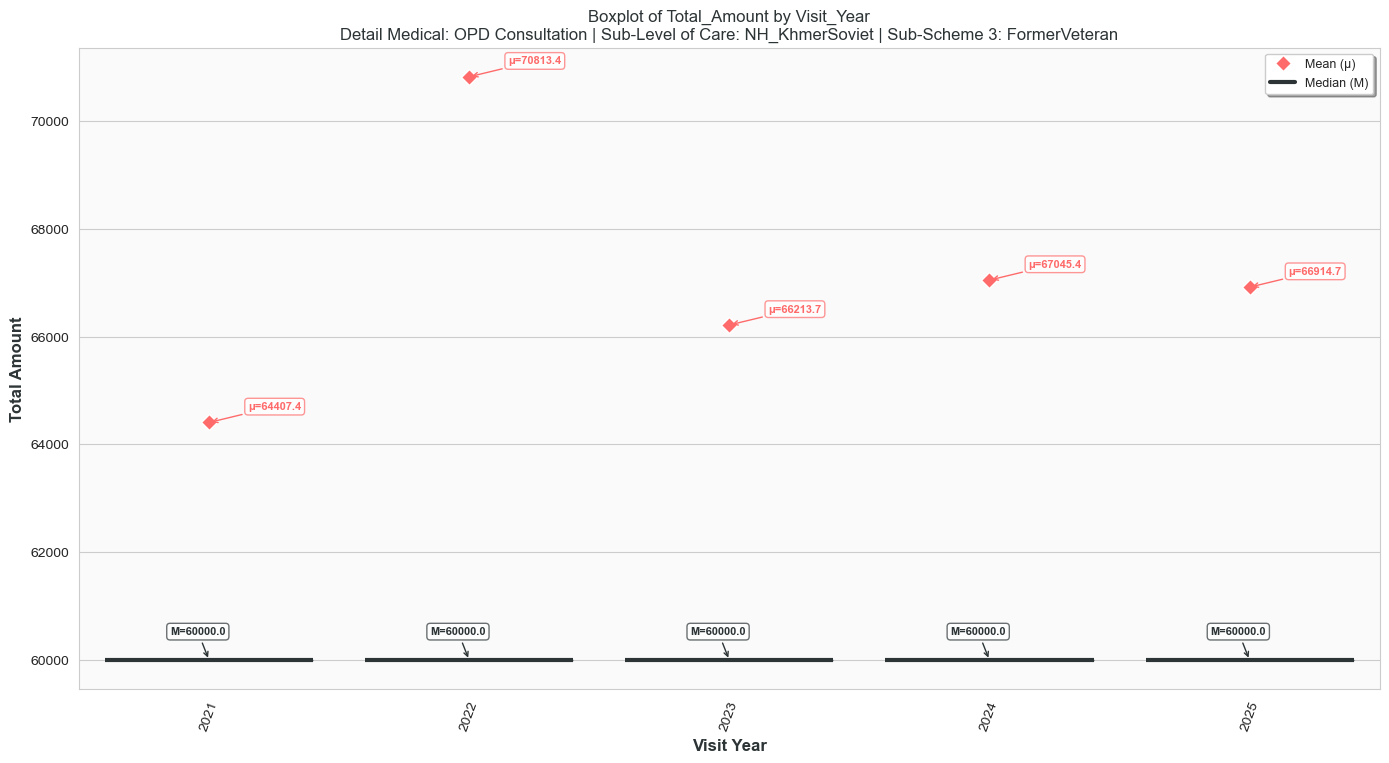 Boxplot of Total_Amount by Visit_Year
Detail Medical: OPD Consultation | Sub-Level of Care: NH_KhmerSoviet | Sub-Scheme 3: FormerVeteran
Mean (μ)
Median (M)
Total Amount
70000
68000
66000
64000
62000
60000
μ=64407.4
μ=70813.4
μ=66213.7
μ=67045.4
μ=66914.7
M=60000.0
M=60000.0
M=60000.0
M=60000.0
M=60000.0
2021
2022
2023
2024
2025
Visit Year